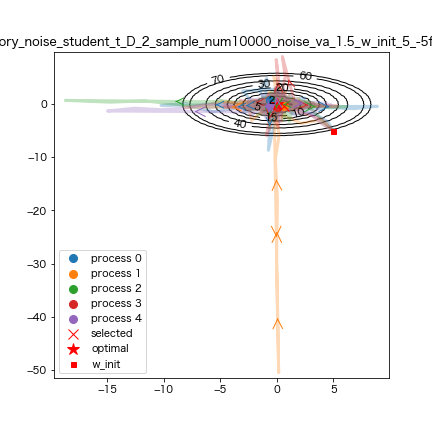 ory_noise_student_t_D_2_sample_num10000_noise_va_1.5_w_init_5_-5f
70
60
30
20
2
5
10
15
40
0
−10
−20
−30
−40
−50
−15
−10
−5
0
5
process 0
process 1
process 2
process 3
process 4
selected
optimal
w_init